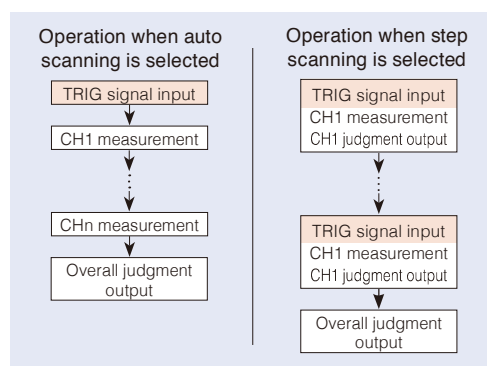 Operation when auto
scanning is selected
TRIG signal input
CH1 measurement
CHn measurement
Overall judgment
output
Operation when step
scanning is selected
TRIG signal input
CH1 measurement
CH1 judgment output
TRIG signal input
CH1 measurement
CH1 judgment output
Overall judgment
output